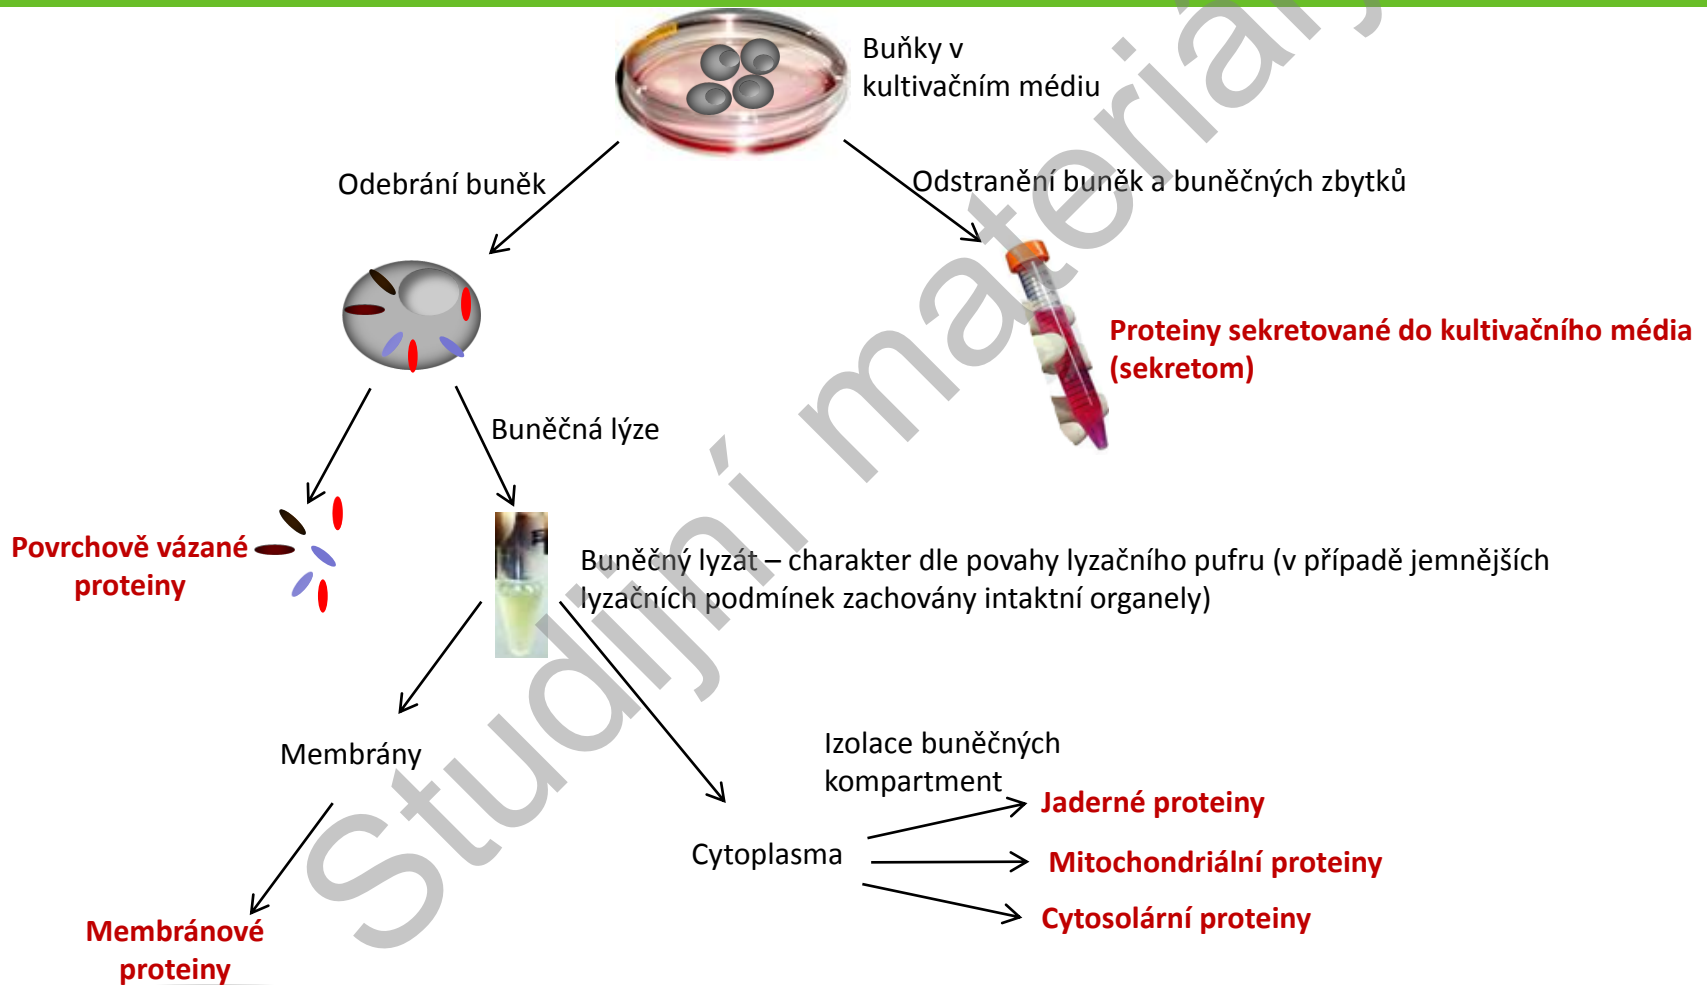 Buňky v
kultivačním médiu
Odebrání buněk
Odstranění buněk a buněčných zbytků
Proteiny sekretované do kultivačního média
(sekretom)
Buněčná lýze
Povrchově vázané
proteiny
Buněčný lyzát – charakter dle povahy lyzačního pufru (v případě jemnějších
lyzačních podmínek zachovány intaktní organely)
Membrány
Izolace buněčných
kompartment
Jaderné proteiny
Cytoplasma
Mitochondriální proteiny
Cytosolární proteiny
Membránové
proteiny
Studijní materiály